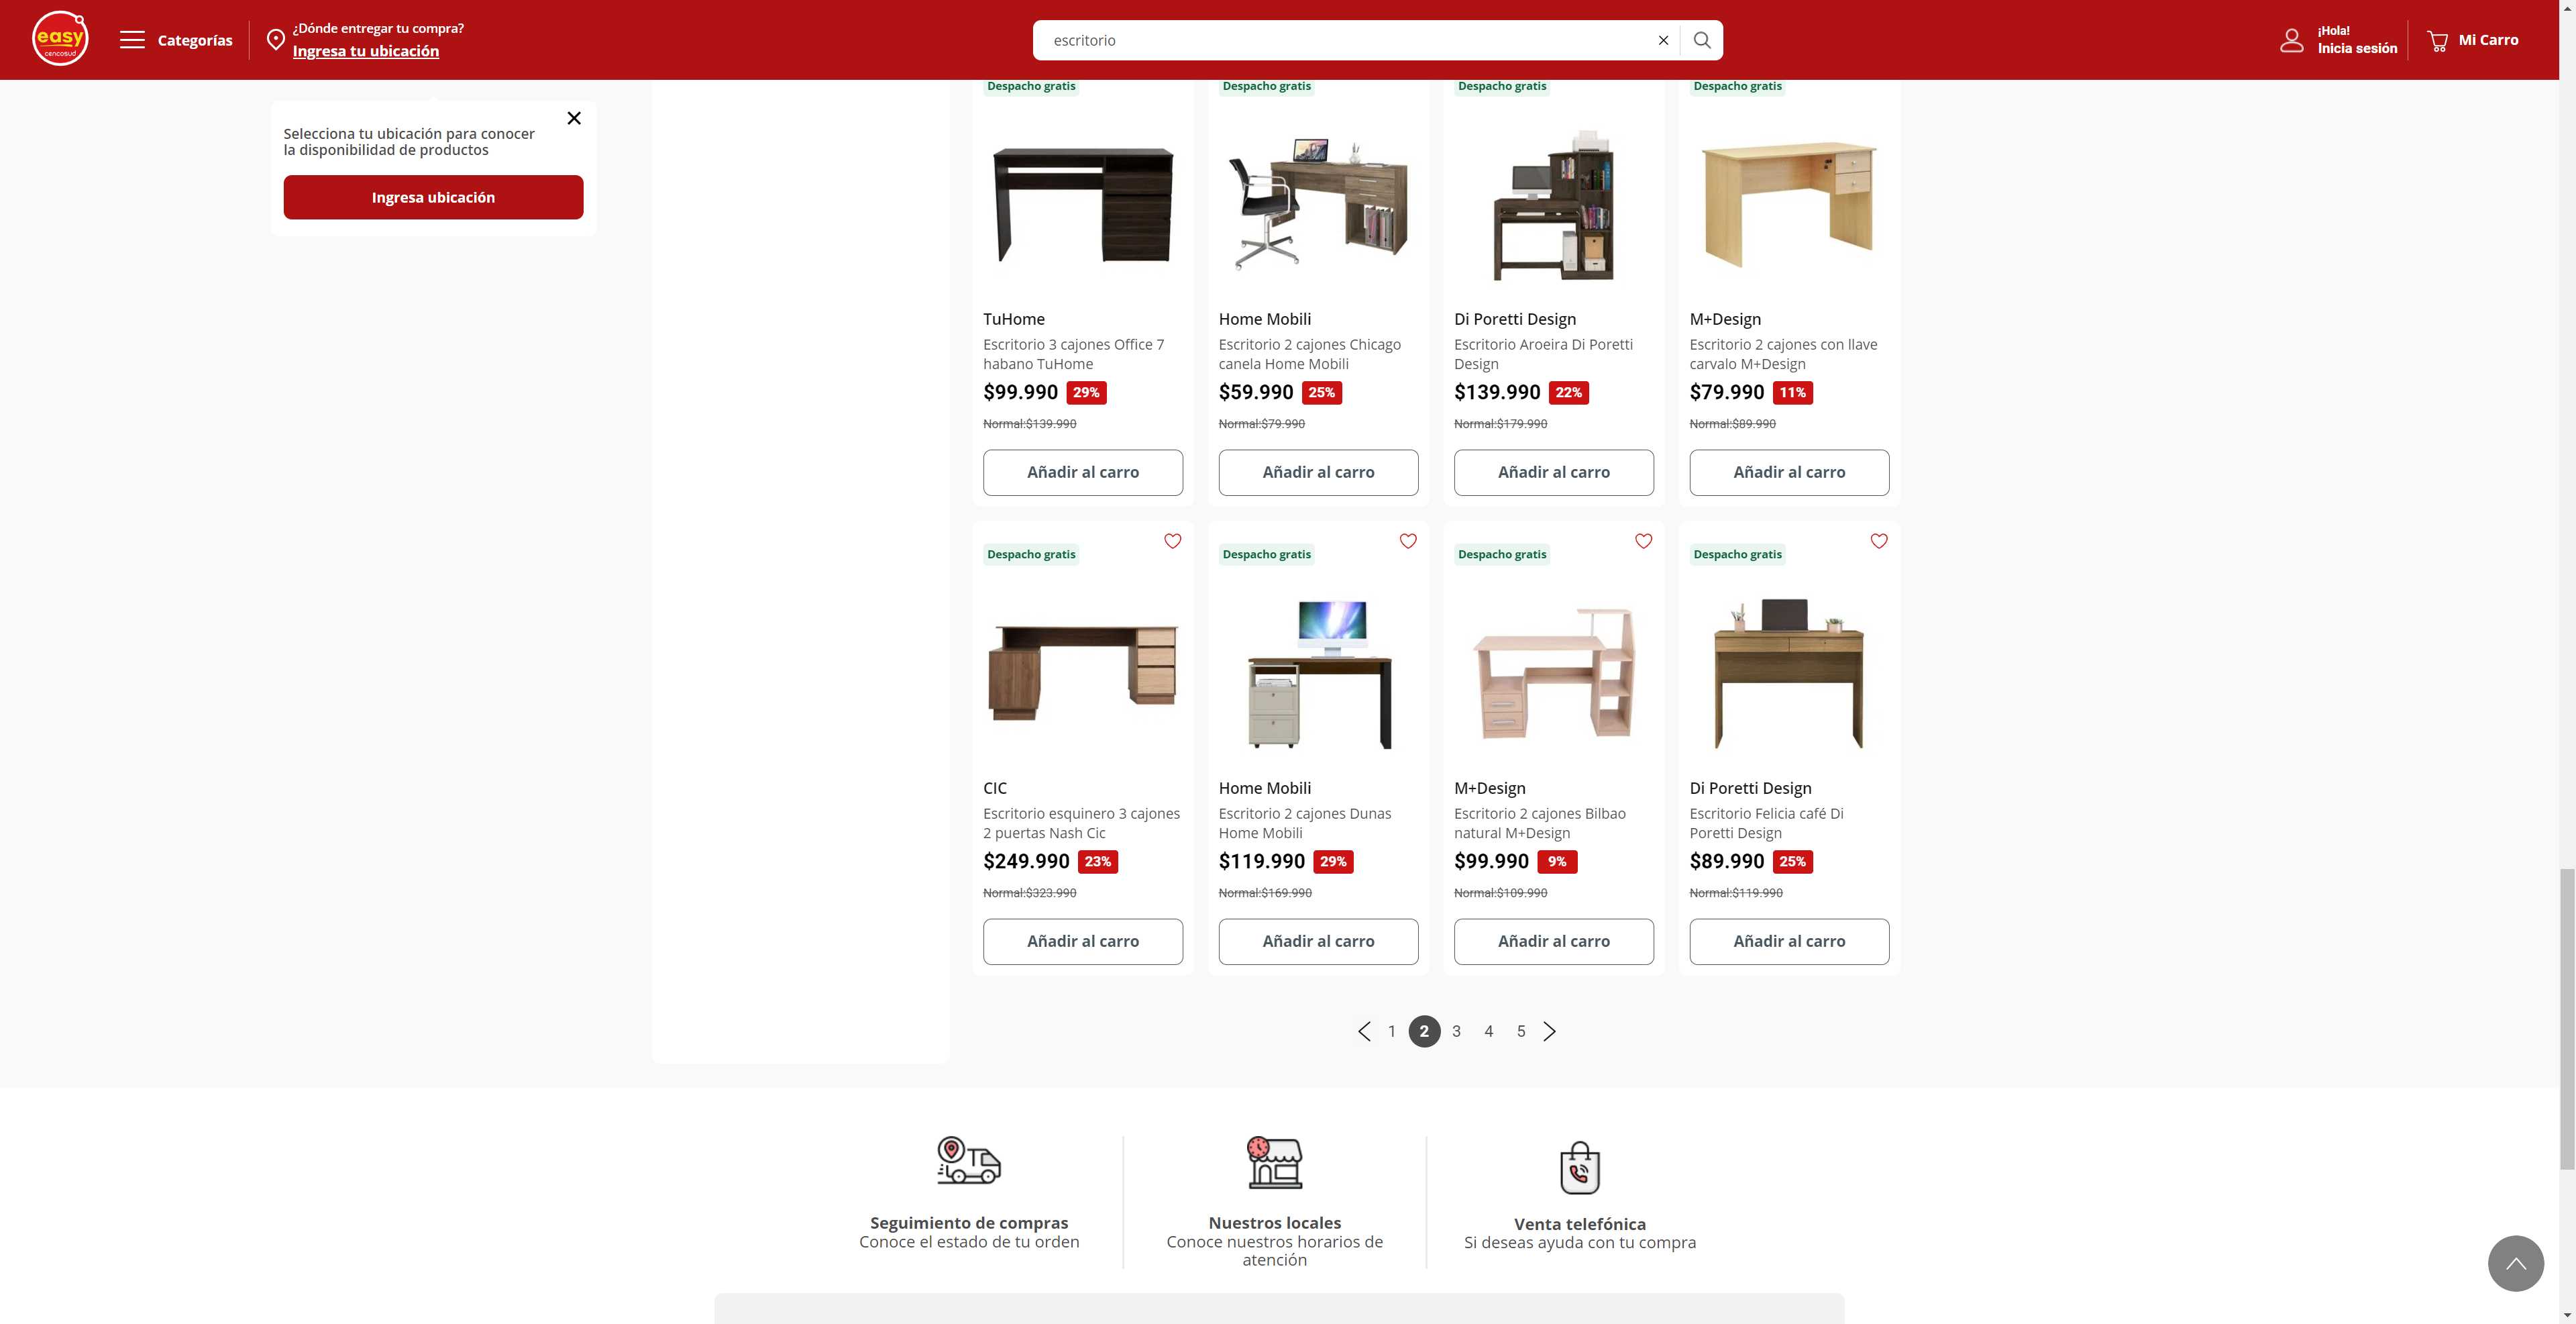 easy
cencosud
Categorías
¿Dónde entregar tu compra?
Ingresa tu ubicación
escritorio
¡Hola!
Inicia sesión
Mi Carro
Selecciona tu ubicación para conocer
la disponibilidad de productos
Ingresa ubicación
Despacho gratis
Despacho gratis
Despacho gratis
Despacho gratis
TuHome
Escritorio 3 cajones Office 7
habano TuHome
$99.990 29%
Normal:$139.990
Añadir al carro
Home Mobili
Escritorio 2 cajones Chicago
canela Home Mobili
$59.990 25%
Normal:$79.990
Añadir al carro
Di Poretti Design
Escritorio Aroeira Di Poretti
Design
$139.990 22%
Normal:$179.990
Añadir al carro
M+Design
Escritorio 2 cajones con llave
carvalo M+Design
$79.990 11%
Normal:$89.990
Añadir al carro
Despacho gratis
CIC
Escritorio esquinero 3 cajones
2 puertas Nash Cic
$249.990 23%
Normal:$323.990
Añadir al carro
Despacho gratis
Home Mobili
Escritorio 2 cajones Dunas
Home Mobili
$119.990 29%
Normal:$169.990
Añadir al carro
Despacho gratis
M+Design
Escritorio 2 cajones Bilbao
natural M+Design
$99.990 9%
Normal:$109.990
Añadir al carro
Despacho gratis
Di Poretti Design
Escritorio Felicia café Di
Poretti Design
$89.990 25%
Normal:$119.990
Añadir al carro
1 2 3 4 5
Seguimiento de compras
Conoce el estado de tu orden
Nuestros locales
Conoce nuestros horarios de
atención
Venta telefónica
Si deseas ayuda con tu compra